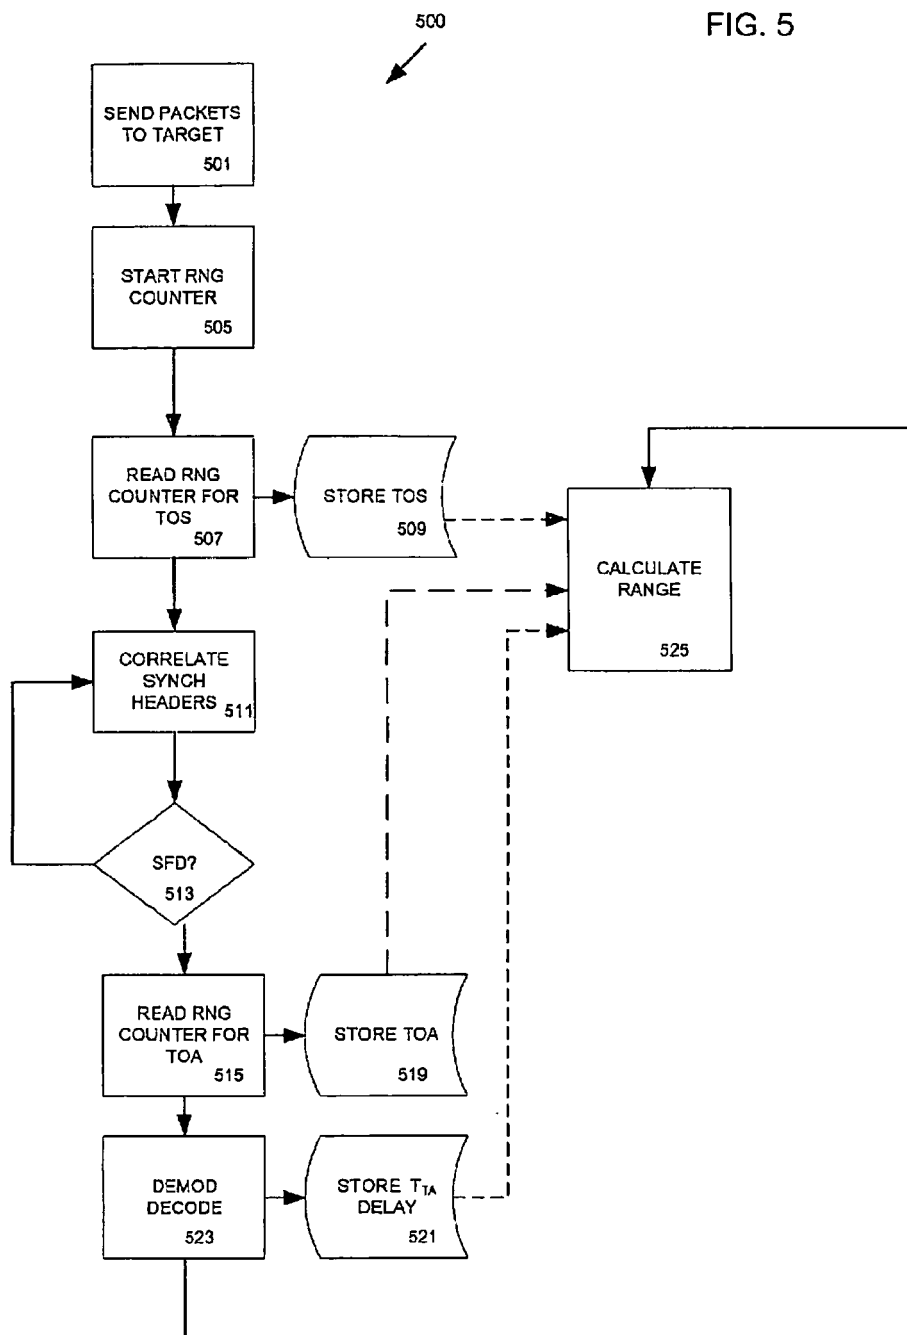 500
FIG. 5
SEND PACKETS
TO TARGET
501
START RNG
COUNTER
505
READ RNG
COUNTER FOR
TOS
507
STORE TOS
509
CALCULATE
RANGE
525
CORRELATE
SYNCH
HEADERS
511
SFD?
513
READ RNG
COUNTER FOR
TOA
515
STORE TOA
519
DEMOD
DECODE
523
STORE TTA
DELAY
521